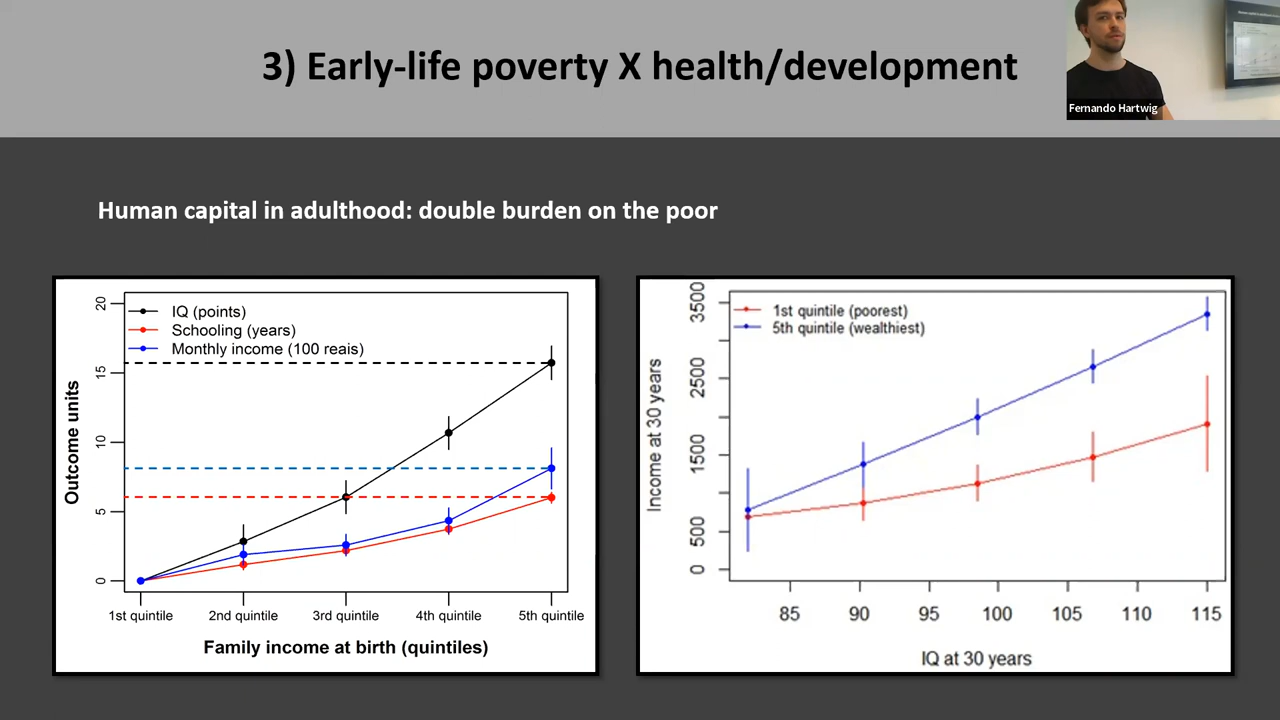 3) Early-life poverty X health/development
Fernando Hartwig
Human capital in adulthood: double burden on the poor
IQ (points)
Schooling (years)
Monthly income (100 reais)
Outcome units
20
15
10
5
0
1st quintile 2nd quintile 3rd quintile 4th quintile 5th quintile
Family income at birth (quintiles)
1st quintile (poorest)
5th quintile (wealthiest)
Income at 30 years
3500
2500
1500
500
0
85 90 95 100 105 110 115
IQ at 30 years